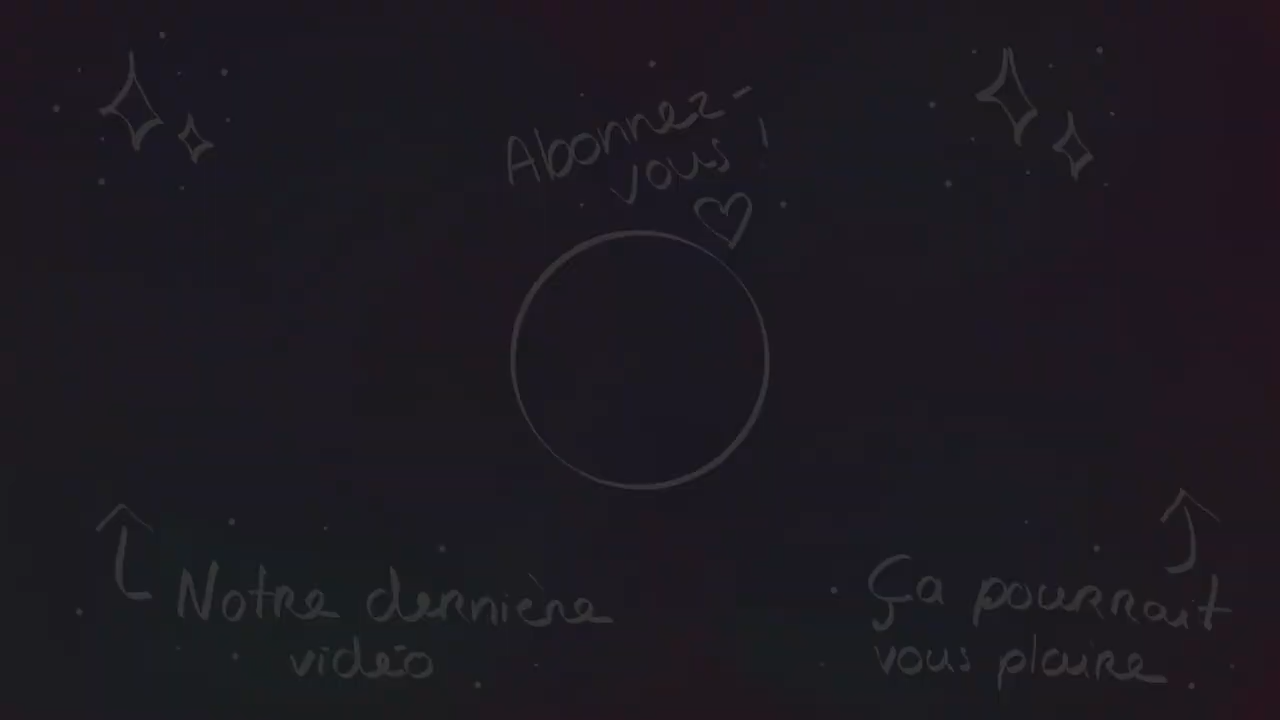 Abonnez-
vous !
Notre dernière
vidéo
Ça pourrait
vous plaire